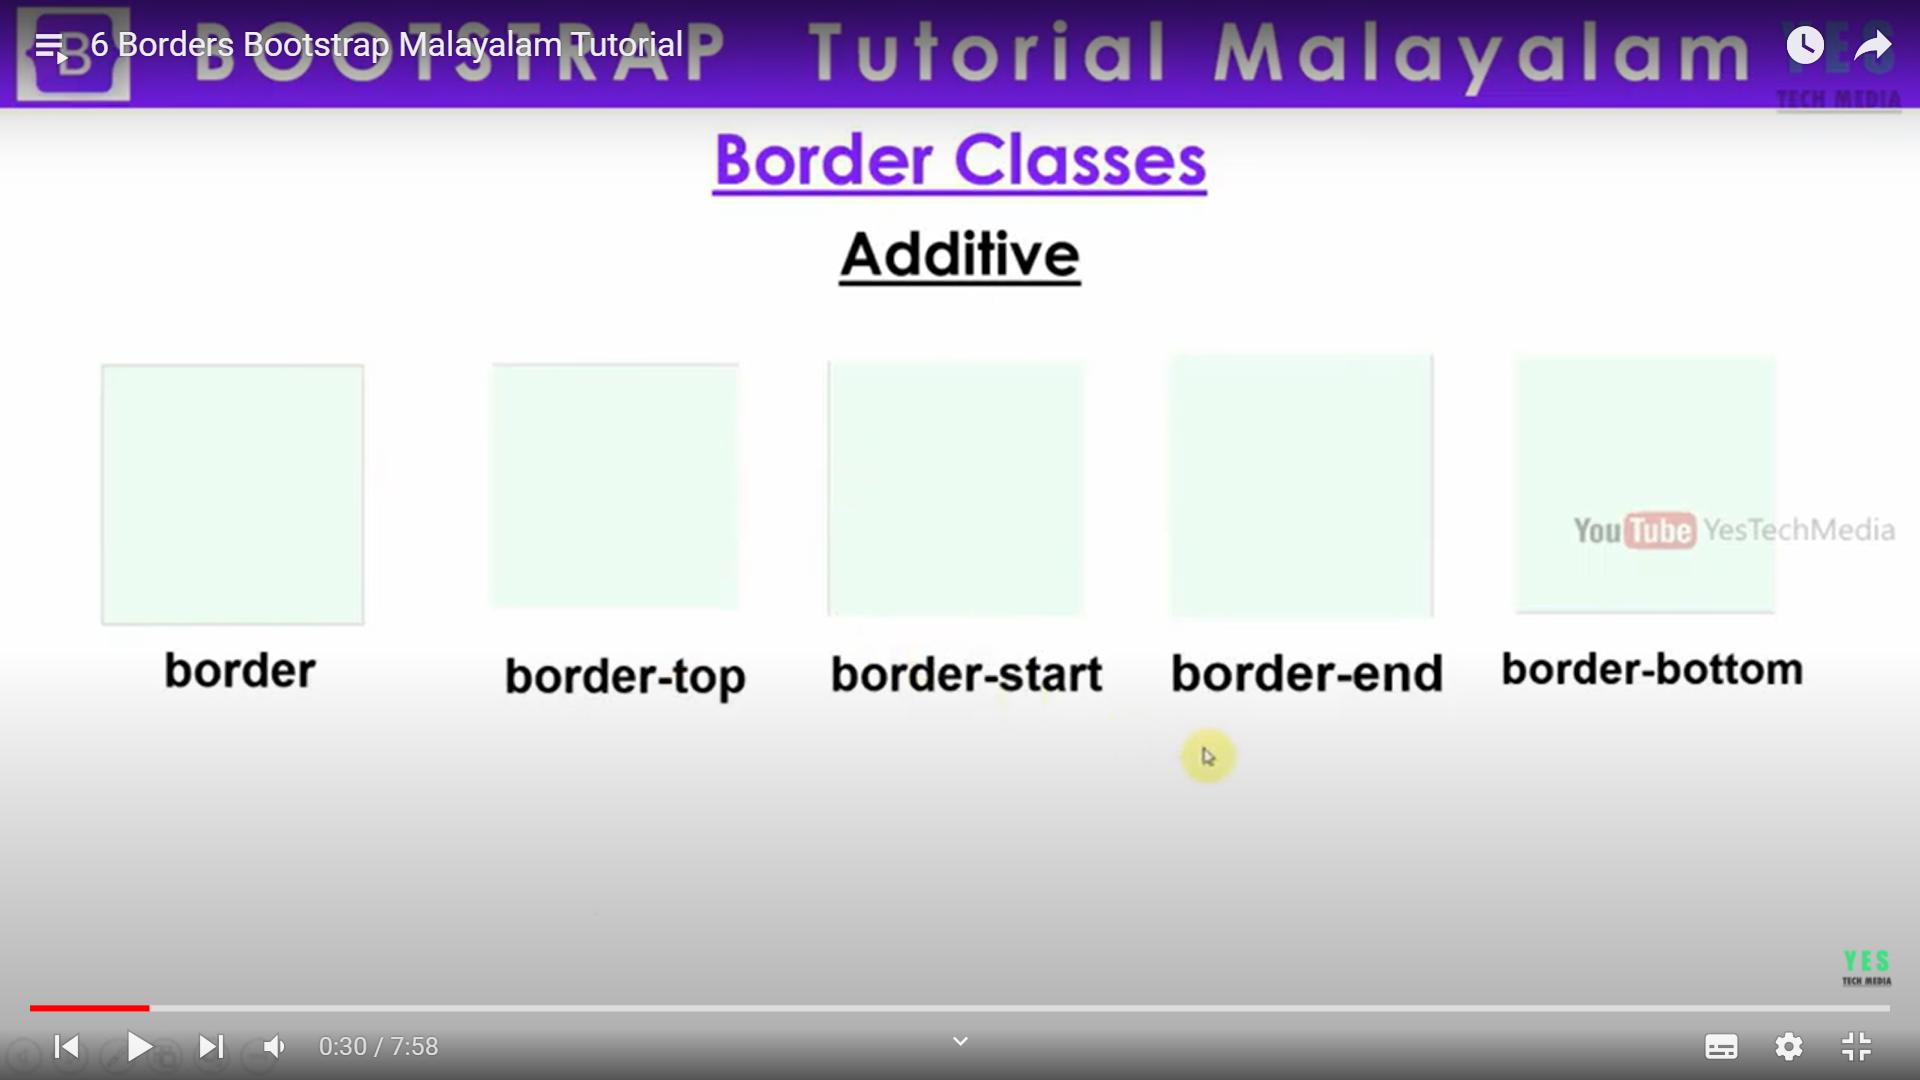 6 Borders Bootstrap Malayalam Tutorial
B BOOTSTRAP Tutorial Malayalam
YES
TECH MEDIA
Border Classes
Additive
border
border-top
border-start
border-end
border-bottom
YouTube YesTechMedia
YES
TECH MEDIA
0:30 / 7:58